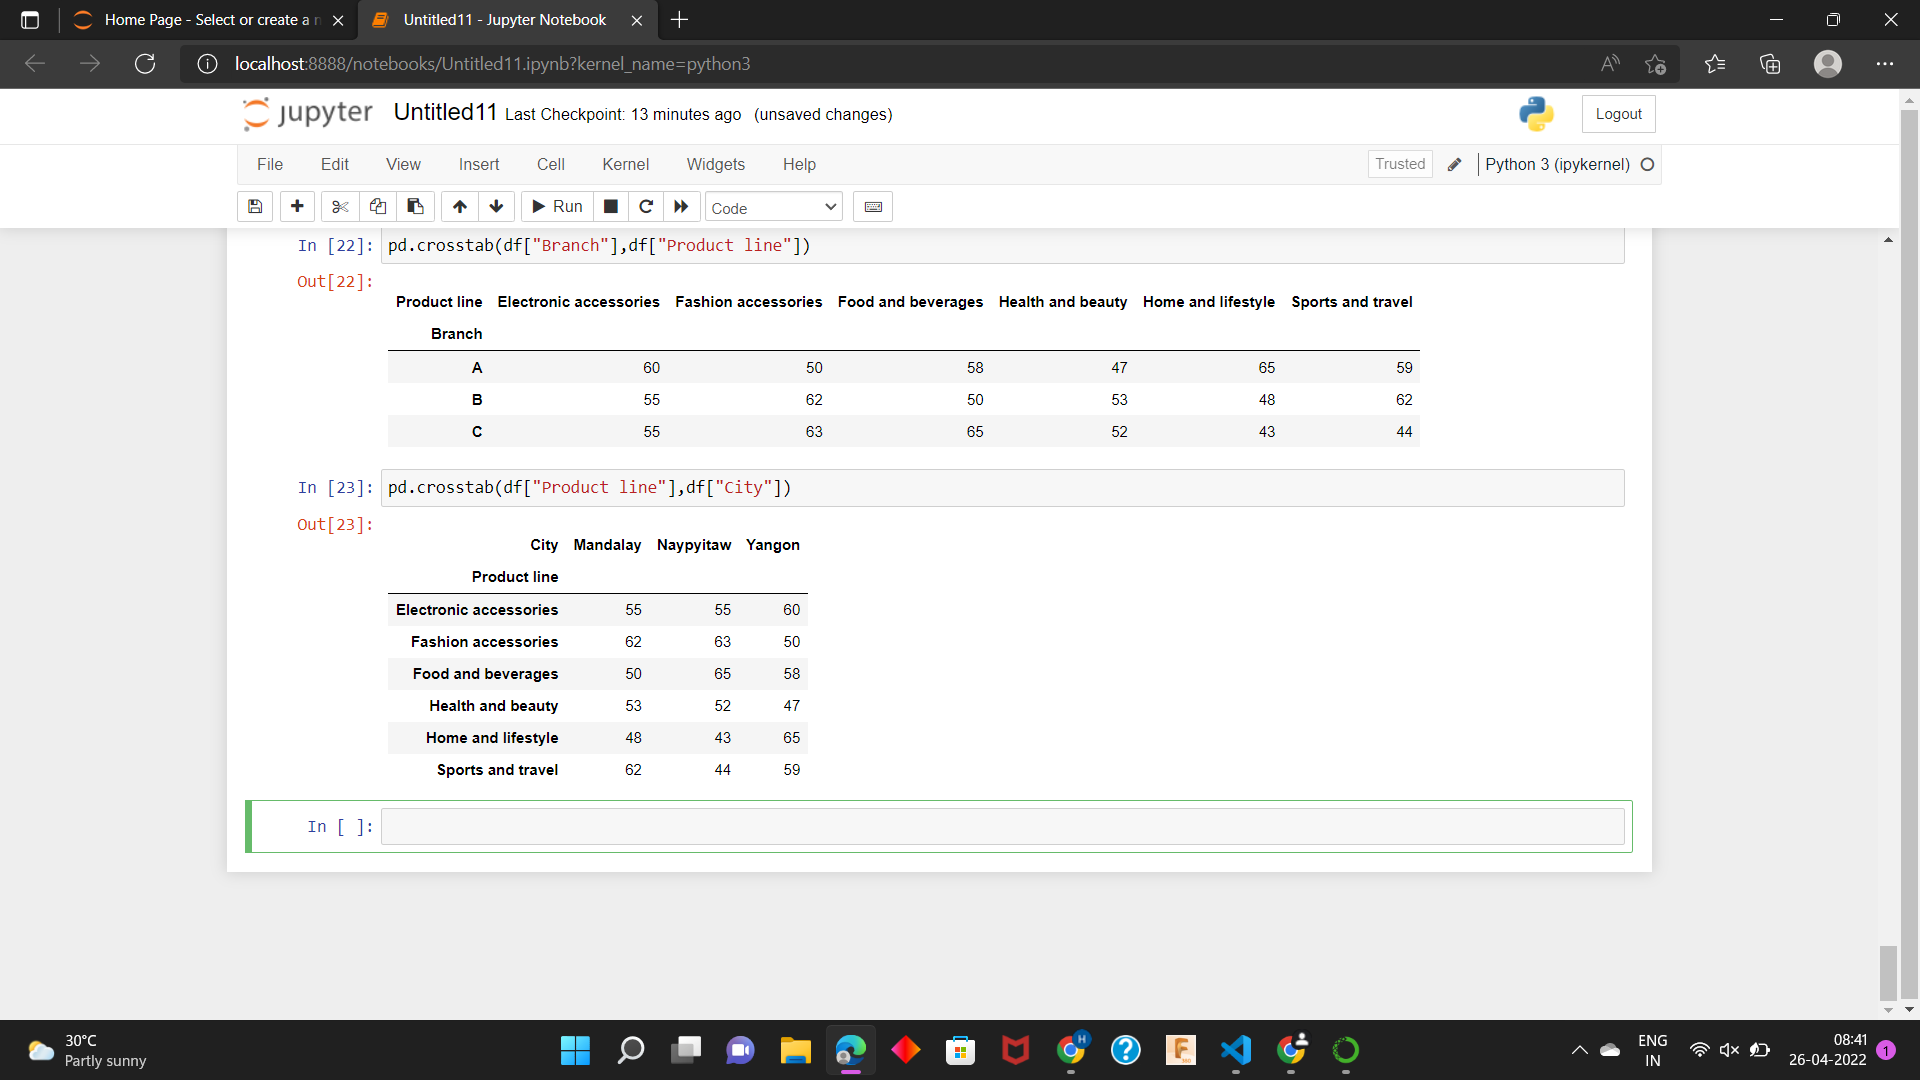 Home Page - Select or create a n
Untitled11 - Jupyter Notebook
localhost:8888/notebooks/Untitled11.ipynb?kernel_name=python3
jupyter Untitled11 Last Checkpoint: 13 minutes ago (unsaved changes)
Logout
File Edit View Insert Cell Kernel Widgets Help
Trusted
Python 3 (ipykernel)
Run
Code
In [22]: pd.crosstab(df["Branch"],df["Product line"])
Out[22]:
Product line Electronic accessories Fashion accessories Food and beverages Health and beauty Home and lifestyle Sports and travel
Branch
A 60 50 58 47 65 59
B 55 62 50 53 48 62
C 55 63 65 52 43 44
In [23]: pd.crosstab(df["Product line"],df["City"])
Out[23]:
City Mandalay Naypyitaw Yangon
Product line
Electronic accessories 55 55 60
Fashion accessories 62 63 50
Food and beverages 50 65 58
Health and beauty 53 52 47
Home and lifestyle 48 43 65
Sports and travel 62 44 59
In [ ]:
30°C
Partly sunny
H
F
ENG
IN
08:41
26-04-2022
1